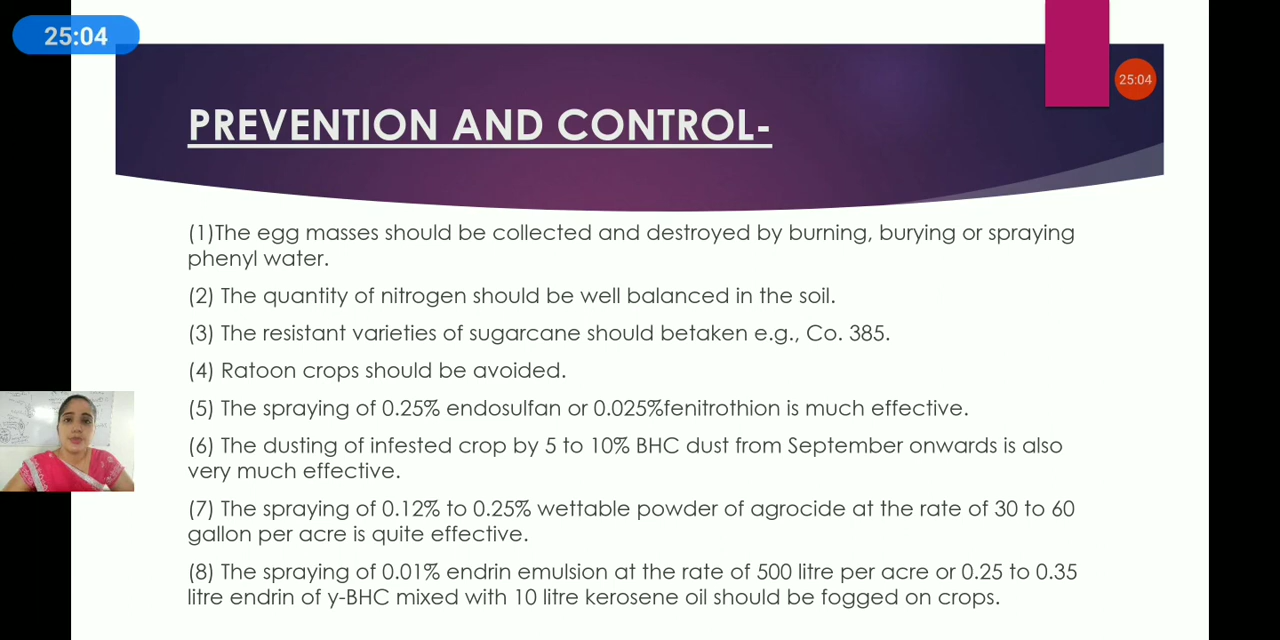 25:04
25:04
PREVENTION AND CONTROL-
(1)The egg masses should be collected and destroyed by burning, burying or spraying
phenyl water.
(2) The quantity of nitrogen should be well balanced in the soil.
(3) The resistant varieties of sugarcane should betaken e.g., Co. 385.
(4) Ratoon crops should be avoided.
(5) The spraying of 0.25% endosulfan or 0.025%fenitrothion is much effective.
(6) The dusting of infested crop by 5 to 10% BHC dust from September onwards is also
very much effective.
(7) The spraying of 0.12% to 0.25% wettable powder of agrocide at the rate of 30 to 60
gallon per acre is quite effective.
(8) The spraying of 0.01% endrin emulsion at the rate of 500 litre per acre or 0.25 to 0.35
litre endrin of y-BHC mixed with 10 litre kerosene oil should be fogged on crops.